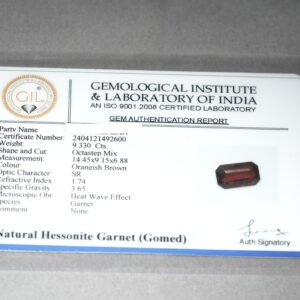 GIL
GEMOLOGICAL INSTITUTE
& LABORATORY OF INDIA
AN ISO 9001:2008 CERTIFIED LABORATORY
GEM AUTHENTICATION REPORT
Party Name
Certificate Number 2404121492600
Weight 9.330 Cts.
Shape and Cut Octastep Mix
Measurement 14.45x9.15x6.88
Colour Oraneish Brown
Optic Character SR
Refractive Index 1.74
Specific Gravity 3.65
Microscopic Obr Heat Wave Effect
Species Garnet
Comment None
Auth.Signatory
Natural Hessonite Garnet (Gomed)